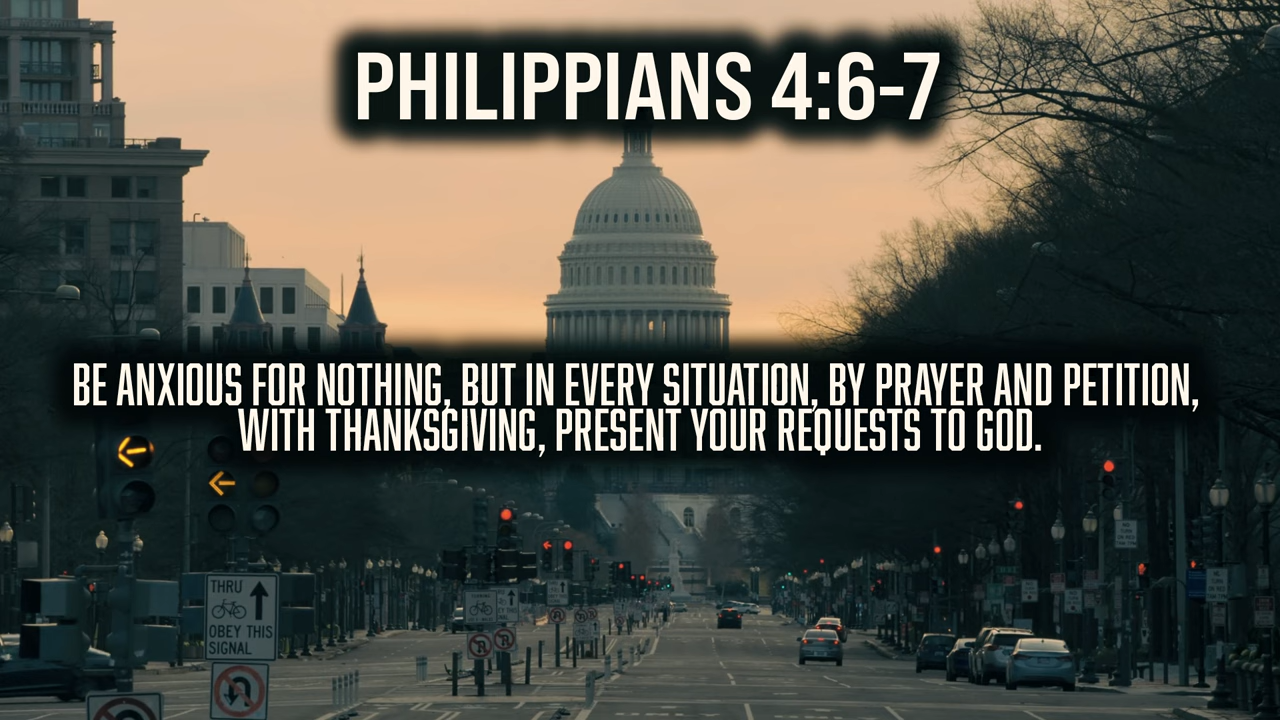 PHILIPPIANS 4:6-7
BE ANXIOUS FOR NOTHING, BUT IN EVERY SITUATION, BY PRAYER AND PETITION,
WITH THANKSGIVING, PRESENT YOUR REQUESTS TO GOD.
THRU
OBEY THIS
SIGNAL